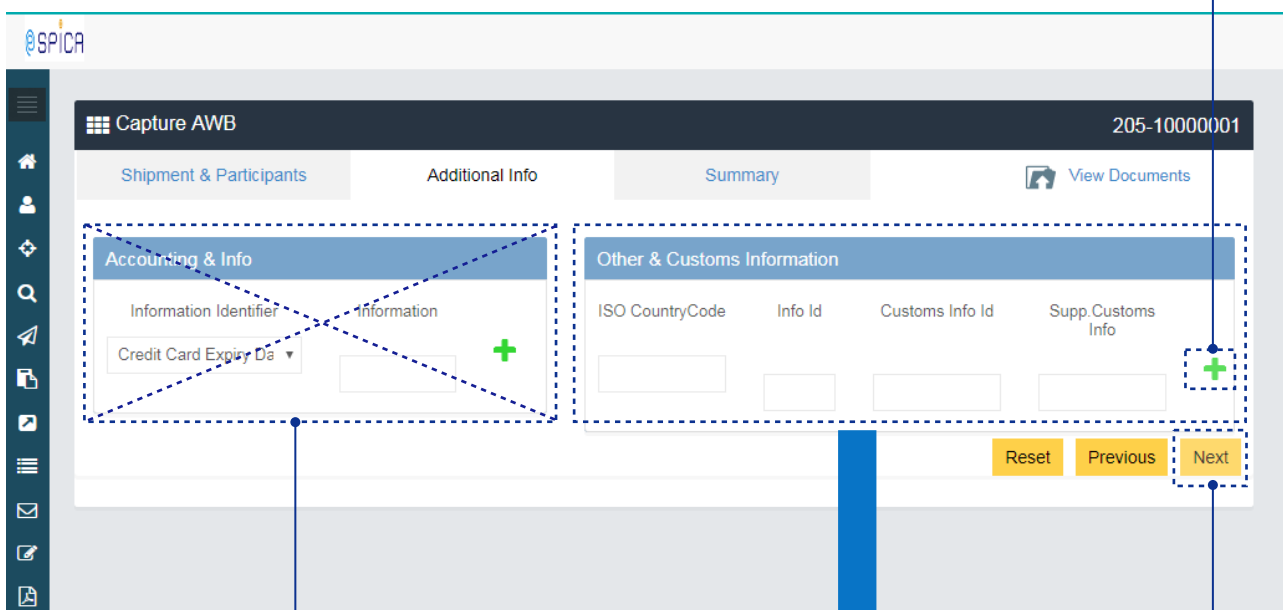 eSPICA
Capture AWB 205-10000001
Shipment & Participants Additional Info Summary View Documents
Accounting & Info Other & Customs Information
Information Identifier Information ISO CountryCode Info Id Customs Info Id Supp.Customs
Info
Credit Card Expiry Da
Reset Previous Next